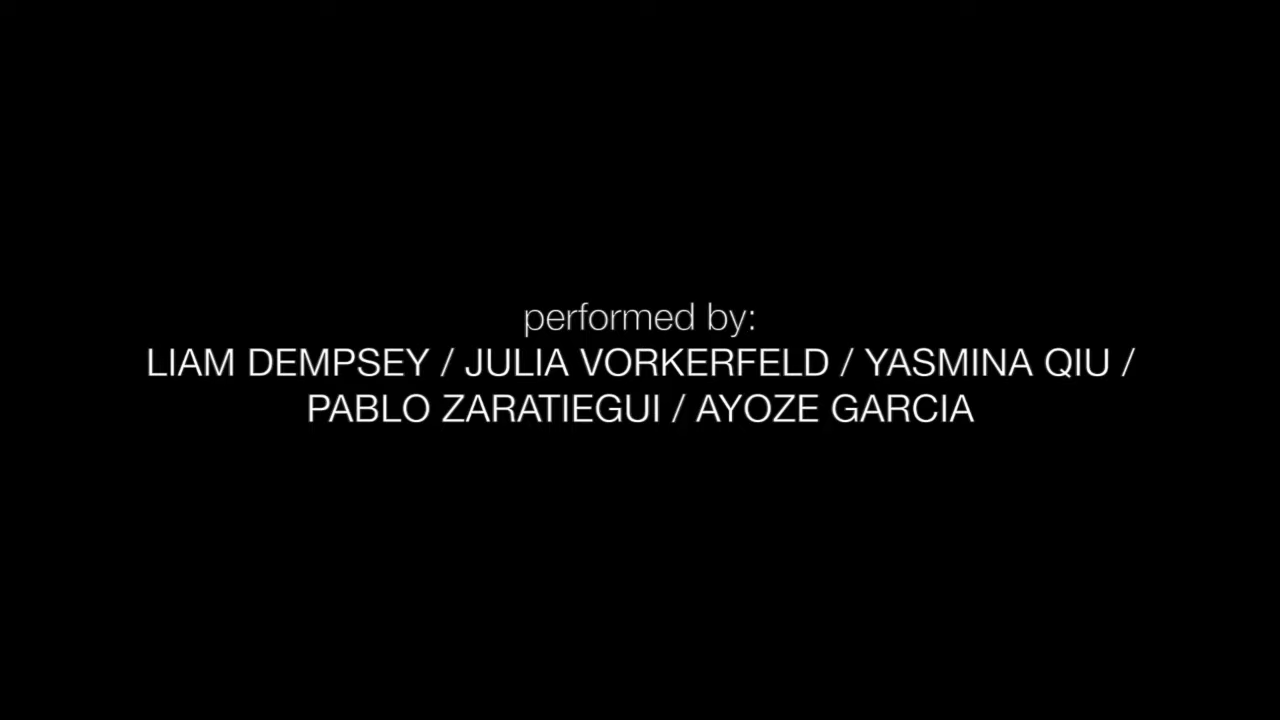 performed by:
LIAM DEMPSEY / JULIA VORKERFELD / YASMINA QIU /
PABLO ZARATIEGUI / AYOZE GARCIA